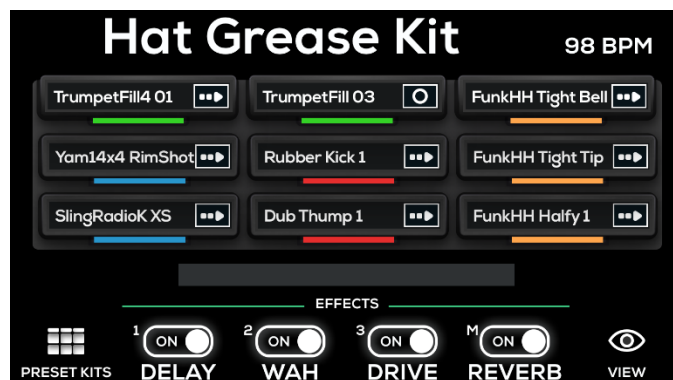 Hat Grease Kit
98 BPM
TrumpetFill4 01
TrumpetFill 03
FunkHH Tight Bell
Yam14x4 RimShot
Rubber Kick 1
FunkHH Tight Tip
SlingRadioK XS
Dub Thump 1
FunkHH Halfy 1
EFFECTS
1 ON
2 ON
3 ON
M ON
PRESET KITS
DELAY
WAH
DRIVE
REVERB
VIEW